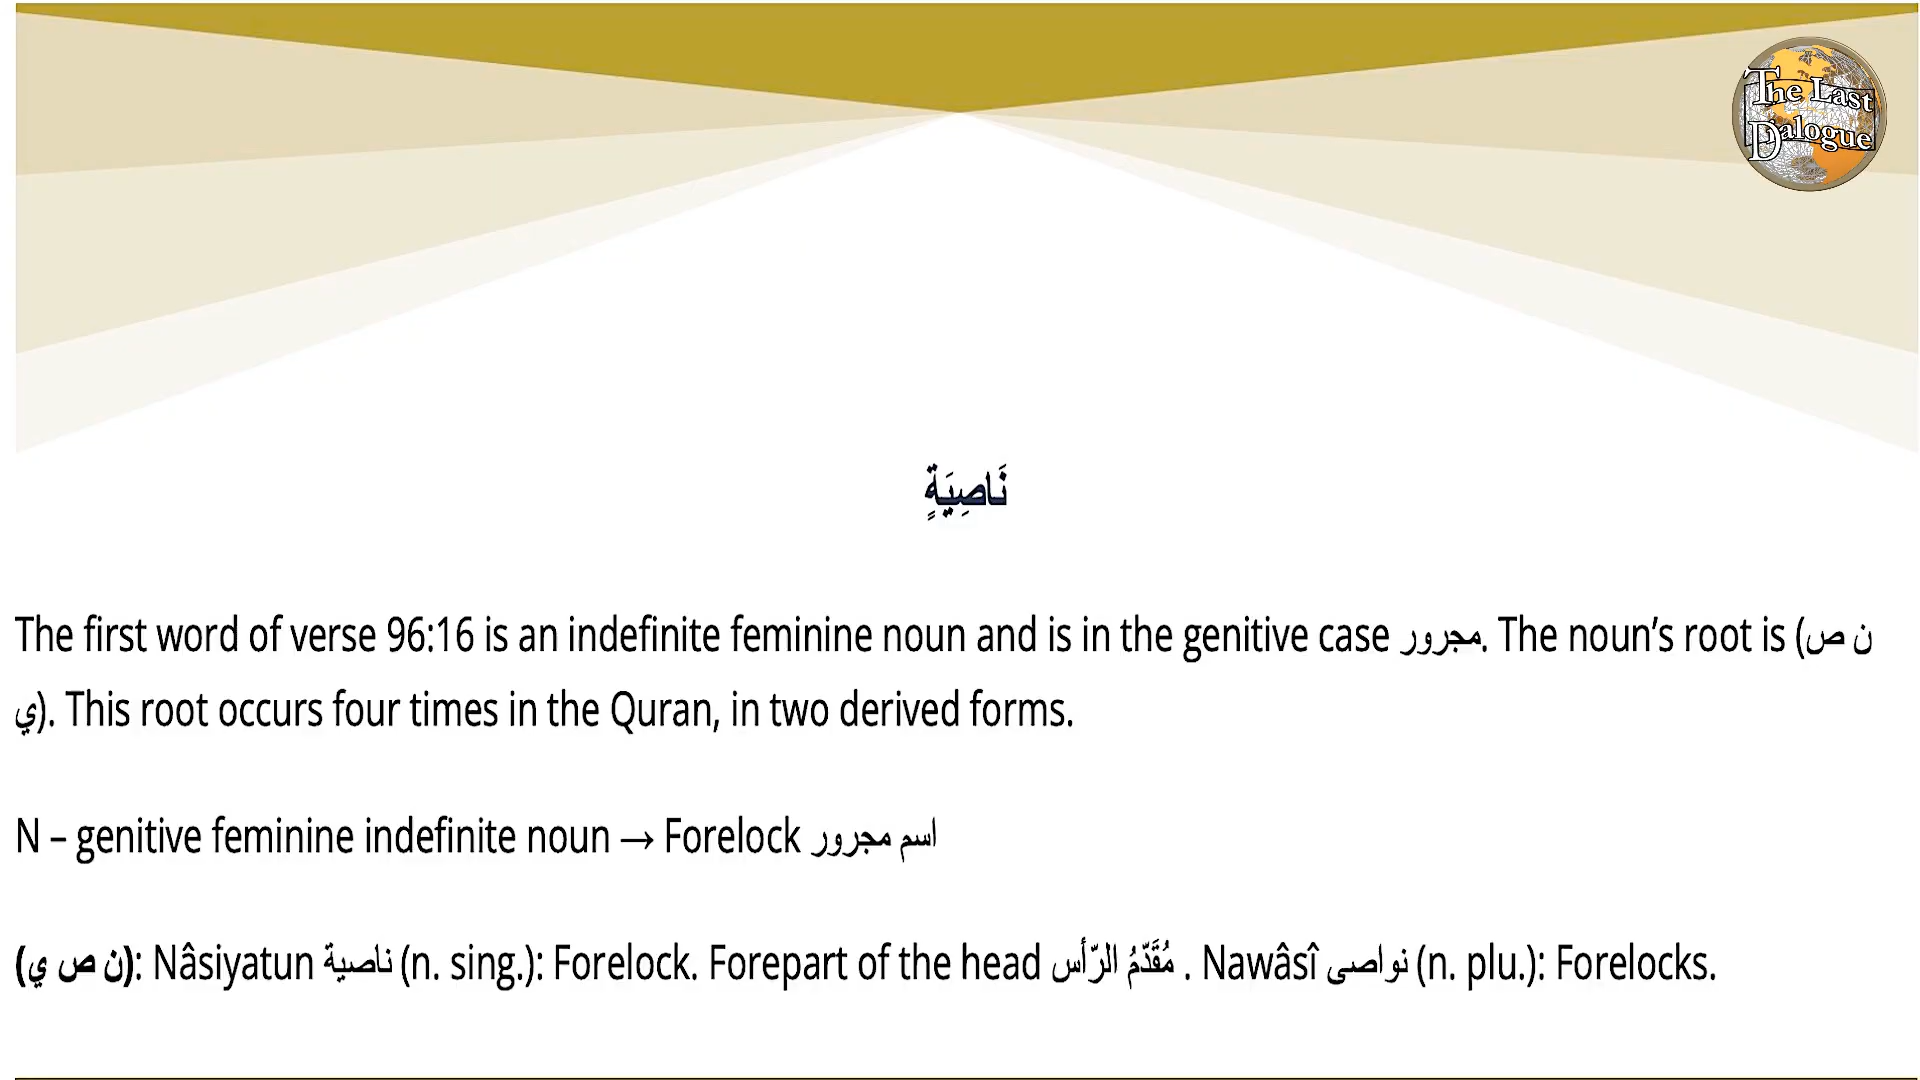 The Last
Dialogue
نَاصِيَةٍ
The first word of verse 96:16 is an indefinite feminine noun and is in the genitive case مجرور. The noun’s root is (ن ص
ي). This root occurs four times in the Quran, in two derived forms.
N – genitive feminine indefinite noun → Forelock اسم مجرور
(ن ص ي): Nâsiyatun ناصية (n. sing.): Forelock. Forepart of the head مُقَدّمُ الرّأس . Nawâsî نواصى (n. plu.): Forelocks.